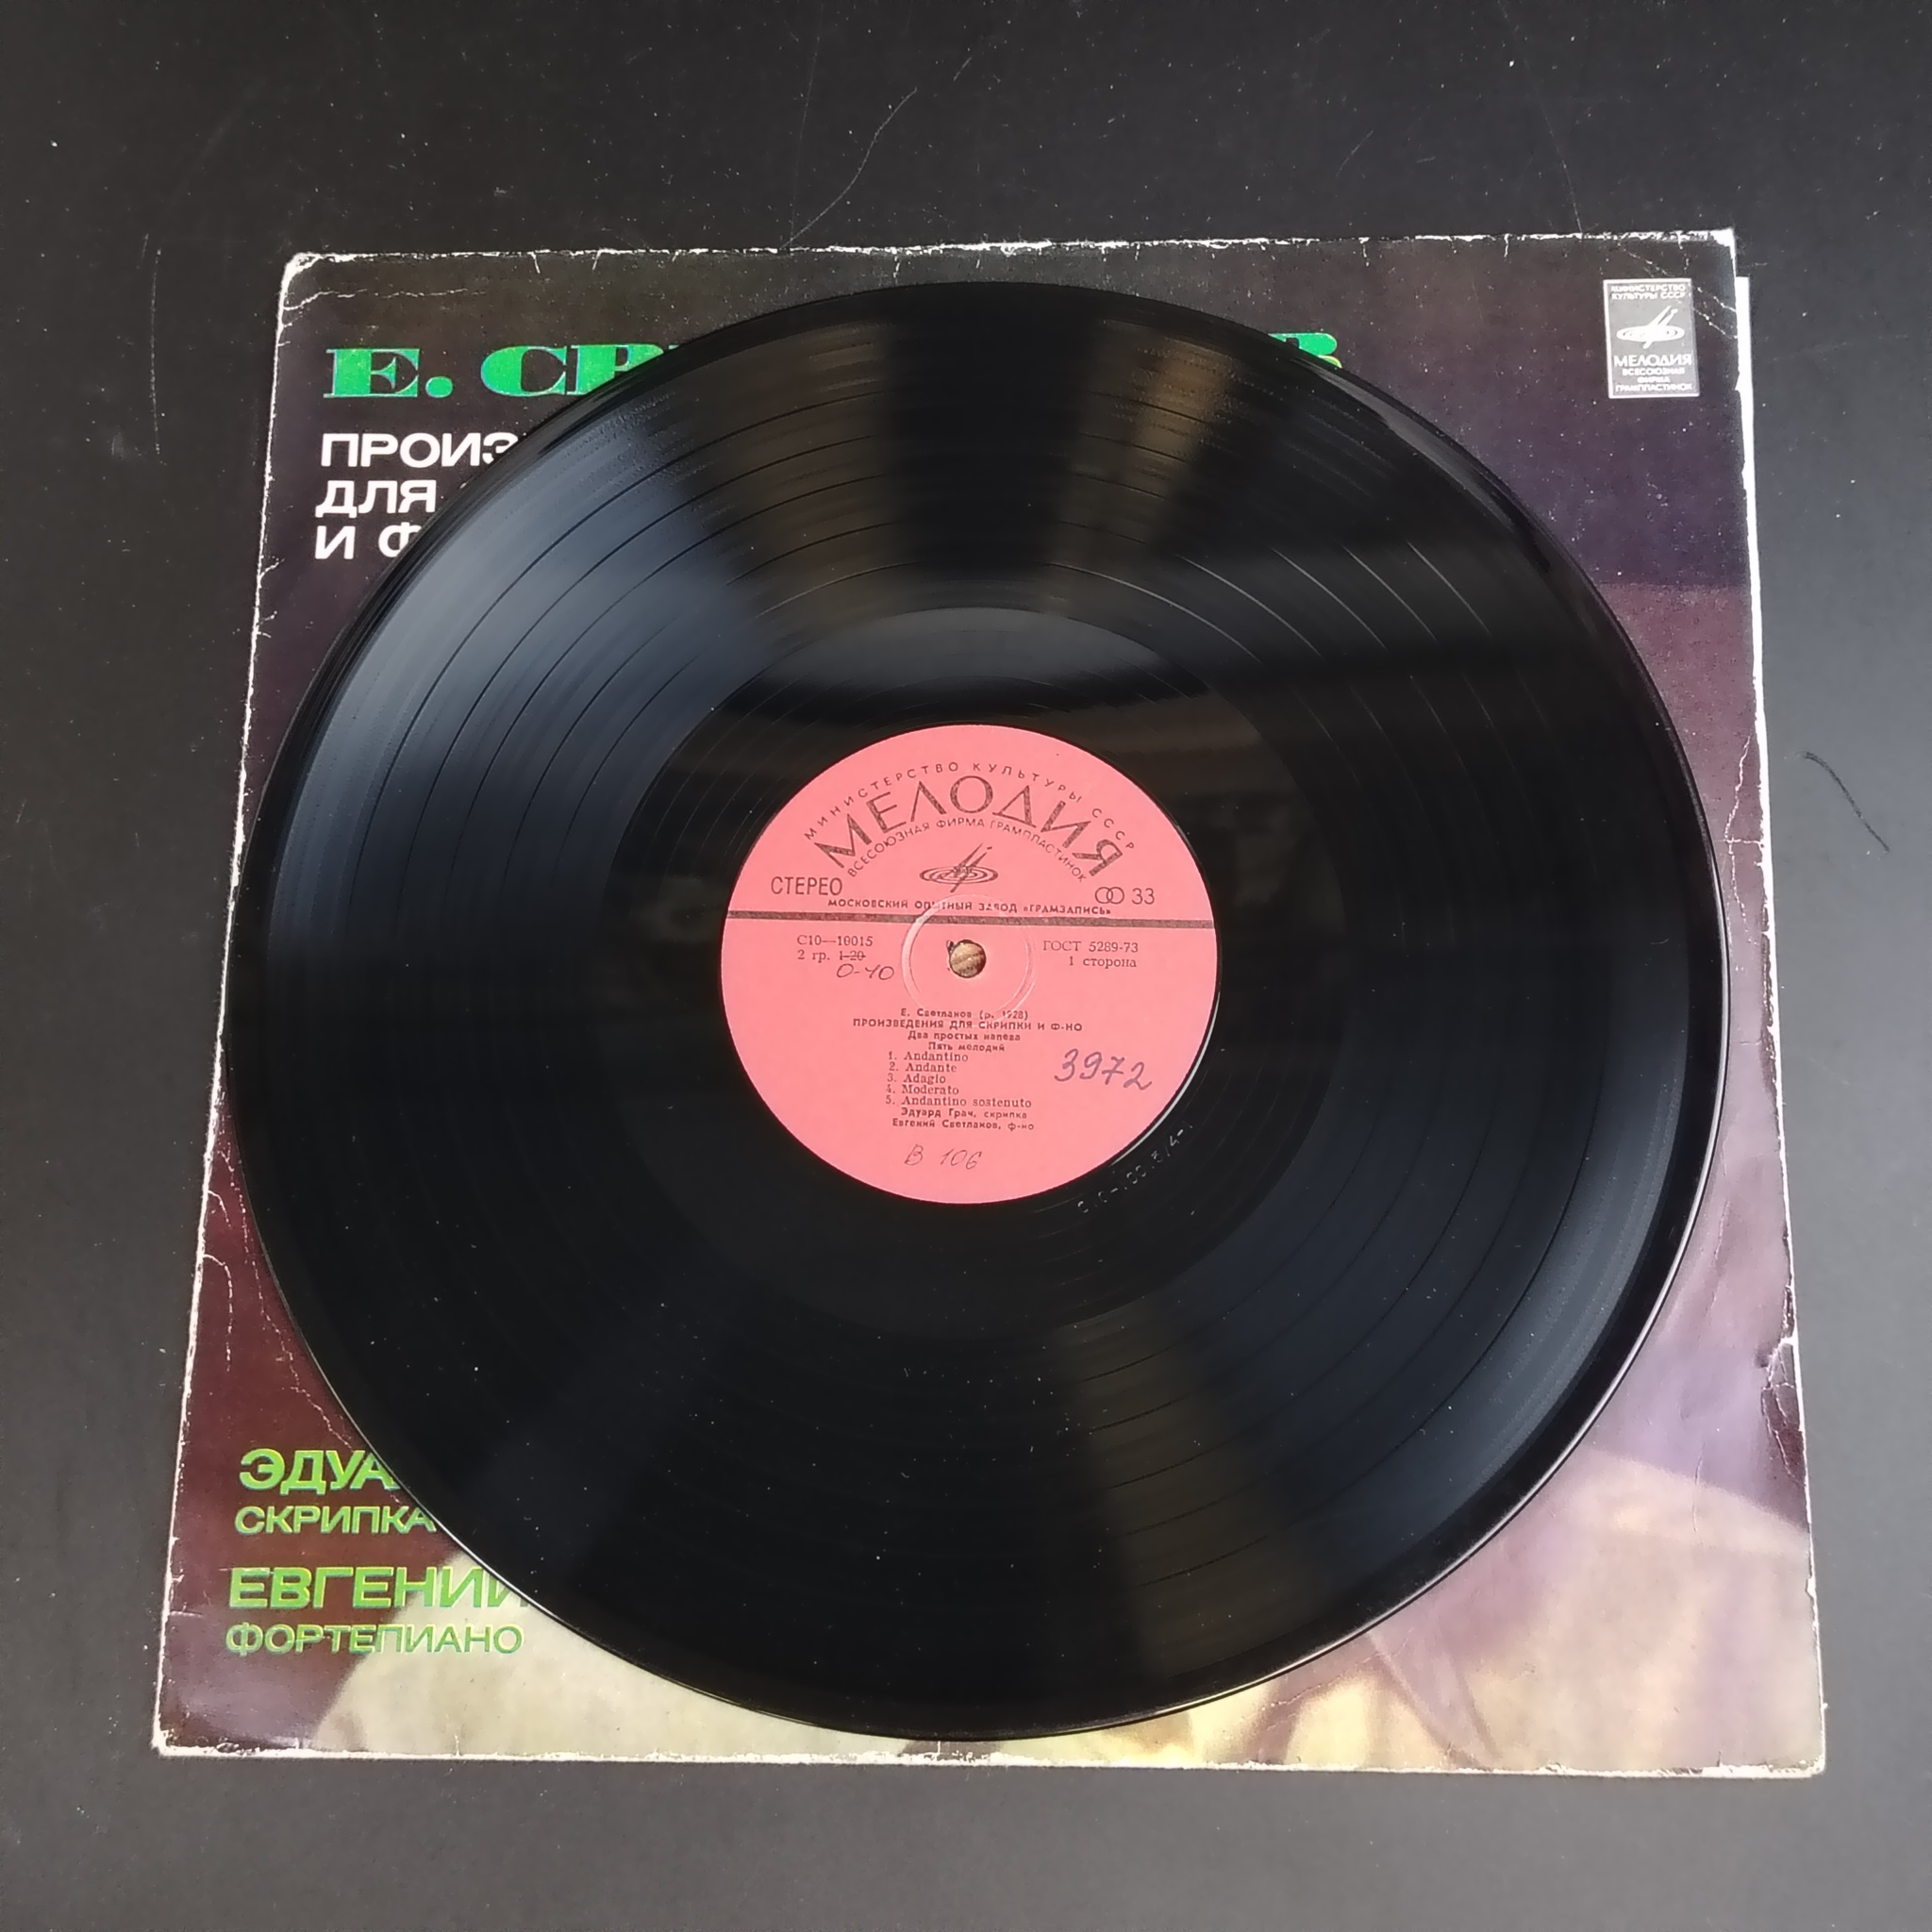 Е. СВ
МИНИСТЕРСТВО
КУЛЬТУРЫ СССР
МЕЛОДИЯ
ВСЕСОЮЗНАЯ
ФИРМА
ГРАМПЛАСТИНОК
ПРОИЗ
ДЛЯ
И Ф
МИНИСТЕРСТВО КУЛЬТУРЫ СССР
МЕЛОДИЯ
ВСЕСОЮЗНАЯ ФИРМА ГРАМПЛАСТИНОК
СТЕРЕО 33
МОСКОВСКИЙ ОПЫТНЫЙ ЗАВОД «ГРАМЗАПИСЬ»
С10—10015 ГОСТ 5289-73
2 гр. 1-20 1 сторона
0-40
Е. Светланов (р. 1928)
ПРОИЗВЕДЕНИЯ ДЛЯ СКРИПКИ И Ф-НО
Два простых напева
Пять мелодий
1. Andantino
2. Andante
3. Adagio
4. Moderato
5. Andantino sostenuto
3972
Эдуард Грач, скрипка
Евгений Светланов, ф-но
В 106
ЭДУА
СКРИПКА
ЕВГЕНИЙ
ФОРТЕПИАНО